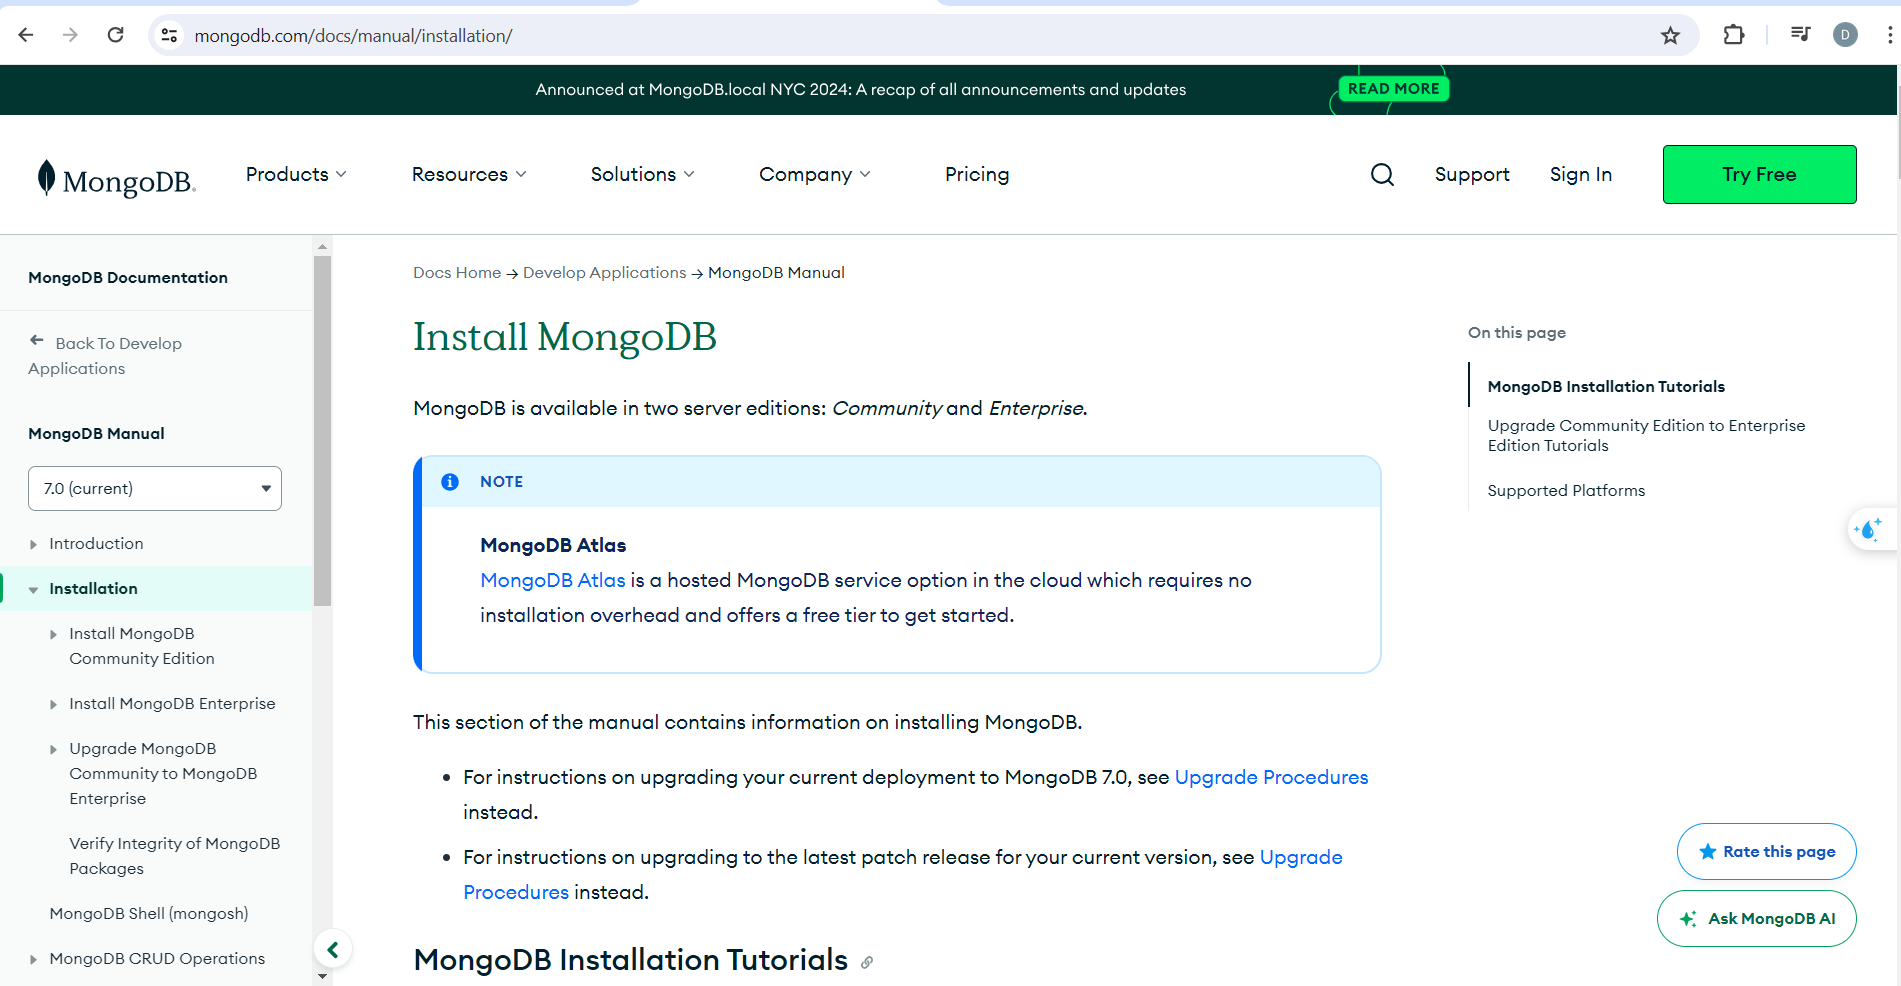 mongodb.com/docs/manual/installation/
D
Announced at MongoDB.local NYC 2024: A recap of all announcements and updates
READ MORE
MongoDB.
Products
Resources
Solutions
Company
Pricing
Support
Sign In
Try Free
MongoDB Documentation
Back To Develop
Applications
MongoDB Manual
7.0 (current)
Introduction
Installation
Install MongoDB
Community Edition
Install MongoDB Enterprise
Upgrade MongoDB
Community to MongoDB
Enterprise
Verify Integrity of MongoDB
Packages
MongoDB Shell (mongosh)
MongoDB CRUD Operations
Docs Home → Develop Applications → MongoDB Manual
Install MongoDB
MongoDB is available in two server editions: Community and Enterprise.
NOTE
MongoDB Atlas
MongoDB Atlas is a hosted MongoDB service option in the cloud which requires no
installation overhead and offers a free tier to get started.
This section of the manual contains information on installing MongoDB.
• For instructions on upgrading your current deployment to MongoDB 7.0, see Upgrade Procedures
instead.
• For instructions on upgrading to the latest patch release for your current version, see Upgrade
Procedures instead.
MongoDB Installation Tutorials
On this page
MongoDB Installation Tutorials
Upgrade Community Edition to Enterprise
Edition Tutorials
Supported Platforms
Rate this page
Ask MongoDB AI